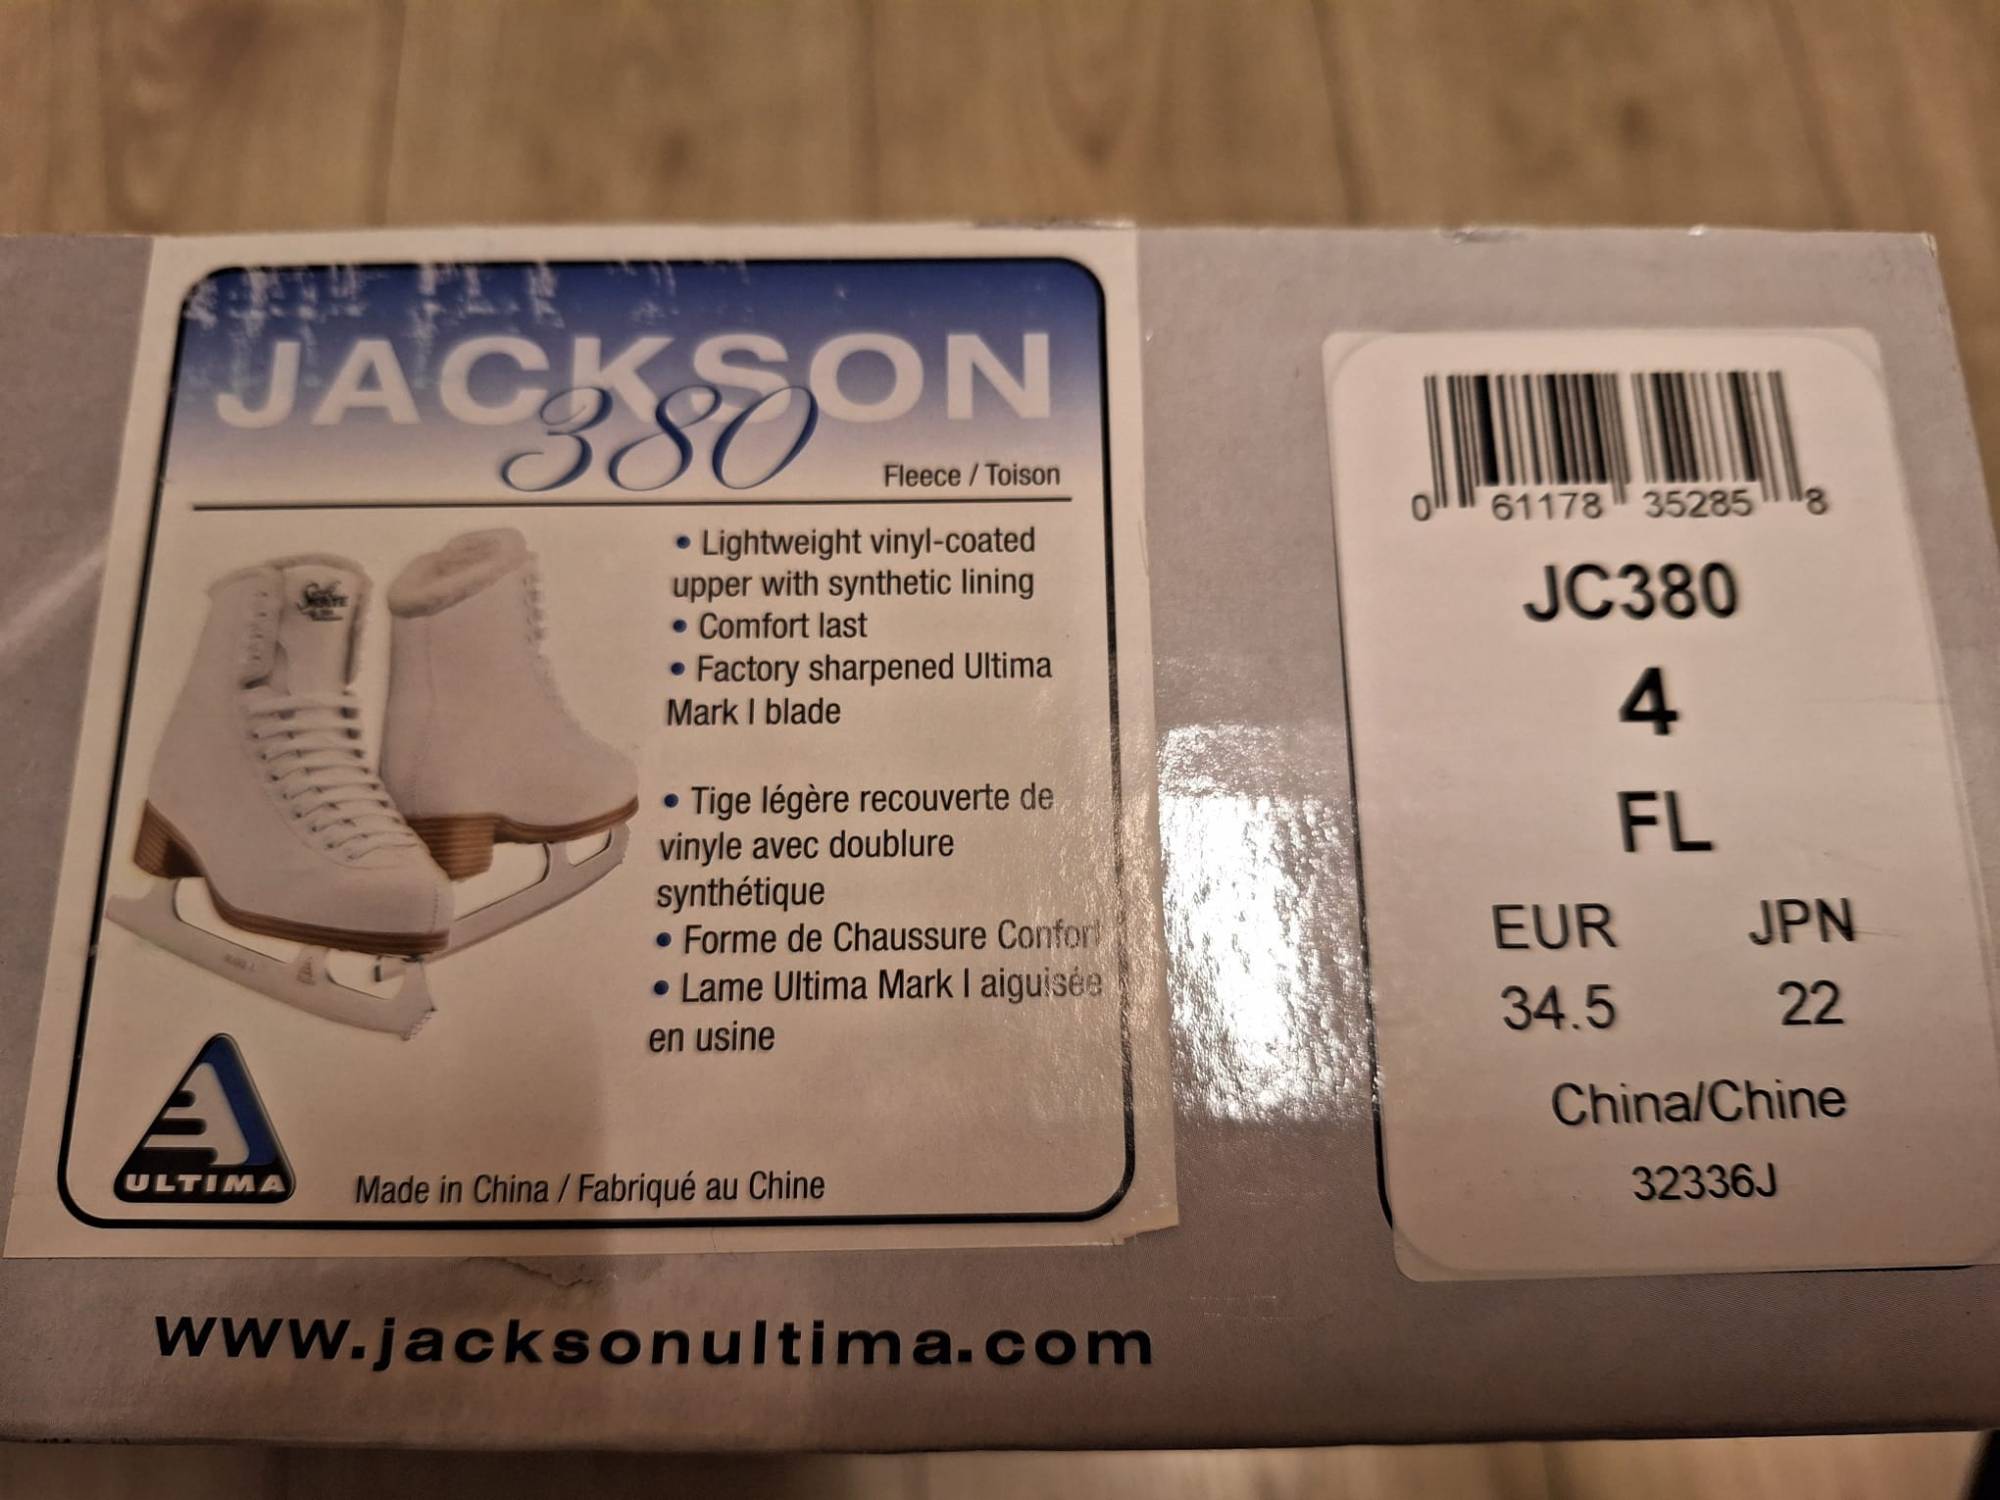 JACKSON
380
Fleece / Toison
• Lightweight vinyl-coated
upper with synthetic lining
• Comfort last
• Factory sharpened Ultima
Mark I blade
• Tige légère recouverte de
vinyle avec doublure
synthétique
• Forme de Chaussure Confort
• Lame Ultima Mark I aiguisée
en usine
ULTIMA
Made in China / Fabriqué au Chine
www.jacksonultima.com
0 61178 35285 8
JC380
4
FL
EUR JPN
34.5 22
China/Chine
32336J